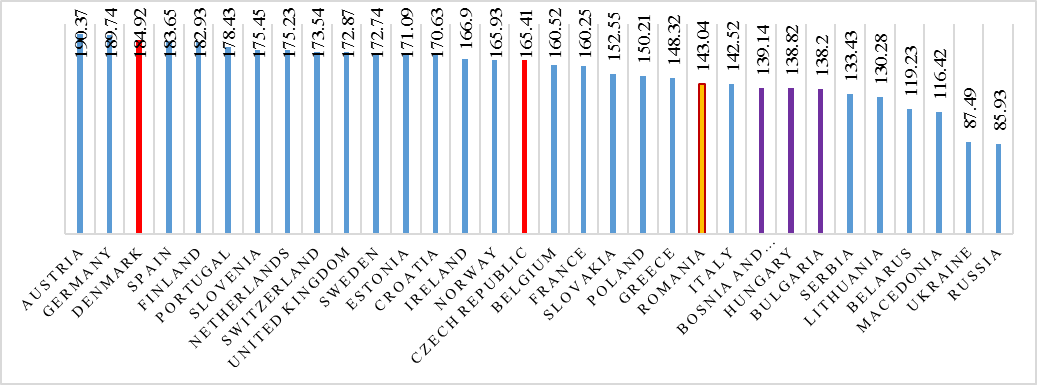 190.37
189.74
184.92
183.65
182.93
178.43
175.45
175.23
173.54
172.87
172.74
171.09
170.63
166.9
165.93
165.41
160.52
160.25
152.55
150.21
148.32
143.04
142.52
139.14
138.82
138.2
133.43
130.28
119.23
116.42
87.49
85.93
AUSTRIA
GERMANY
DENMARK
SPAIN
FINLAND
PORTUGAL
SLOVENIA
NETHERLANDS
SWITZERLAND
UNITED KINGDOM
SWEDEN
ESTONIA
CROATIA
IRELAND
NORWAY
CZECH REPUBLIC
BELGIUM
FRANCE
SLOVAKIA
POLAND
GREECE
ROMANIA
ITALY
BOSNIA AND...
HUNGARY
BULGARIA
SERBIA
LITHUANIA
BELARUS
MACEDONIA
UKRAINE
RUSSIA